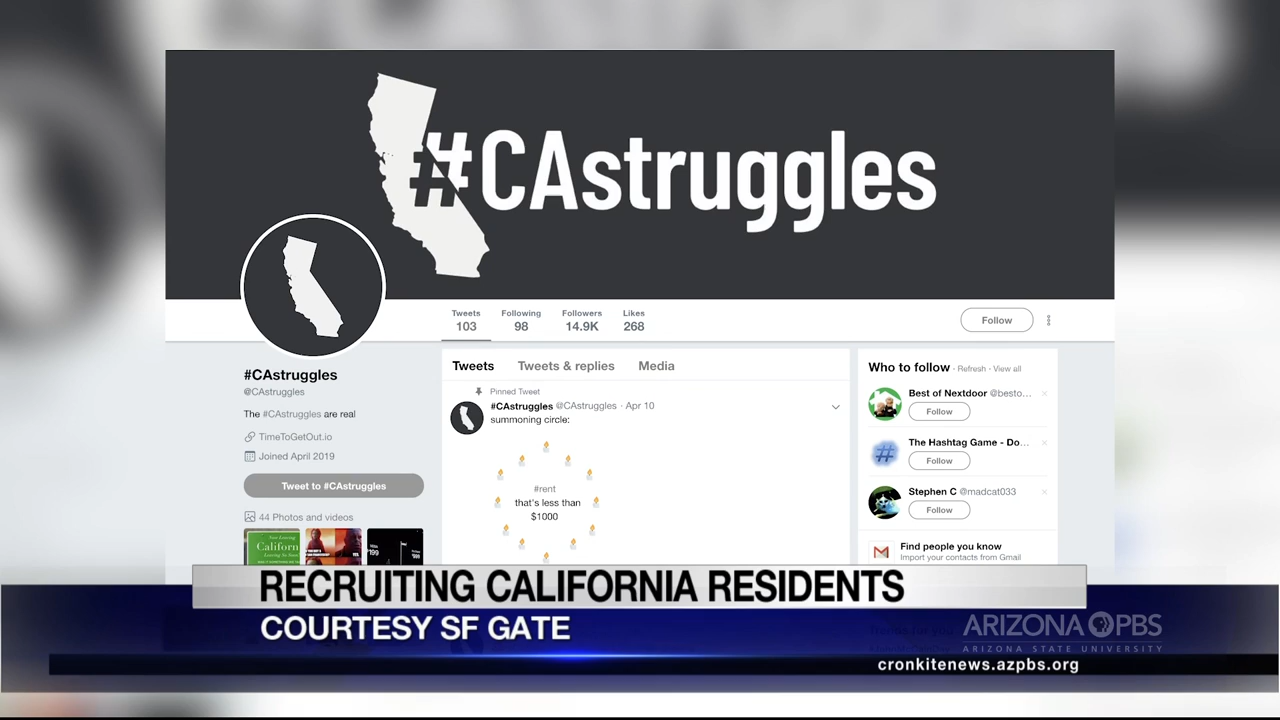 #CAstruggles
Tweets Following Followers Likes
103 98 14.9K 268
Follow
#CAstruggles
@CAstruggles
The #CAstruggles are real
TimeToGetOut.io
Joined April 2019
Tweet to #CAstruggles
44 Photos and videos
Californ
Tweets Tweets & replies Media
Pinned Tweet
#CAstruggles @CAstruggles · Apr 10
summoning circle:
#rent
that's less than
$1000
Who to follow · Refresh · View all
Best of Nextdoor @besto...
Follow
The Hashtag Game - Do...
Follow
Stephen C @madcat033
Follow
Find people you know
Import your contacts from Gmail
RECRUITING CALIFORNIA RESIDENTS
COURTESY SF GATE
ARIZONA PBS
ARIZONA STATE UNIVERSITY
cronkitenews.azpbs.org